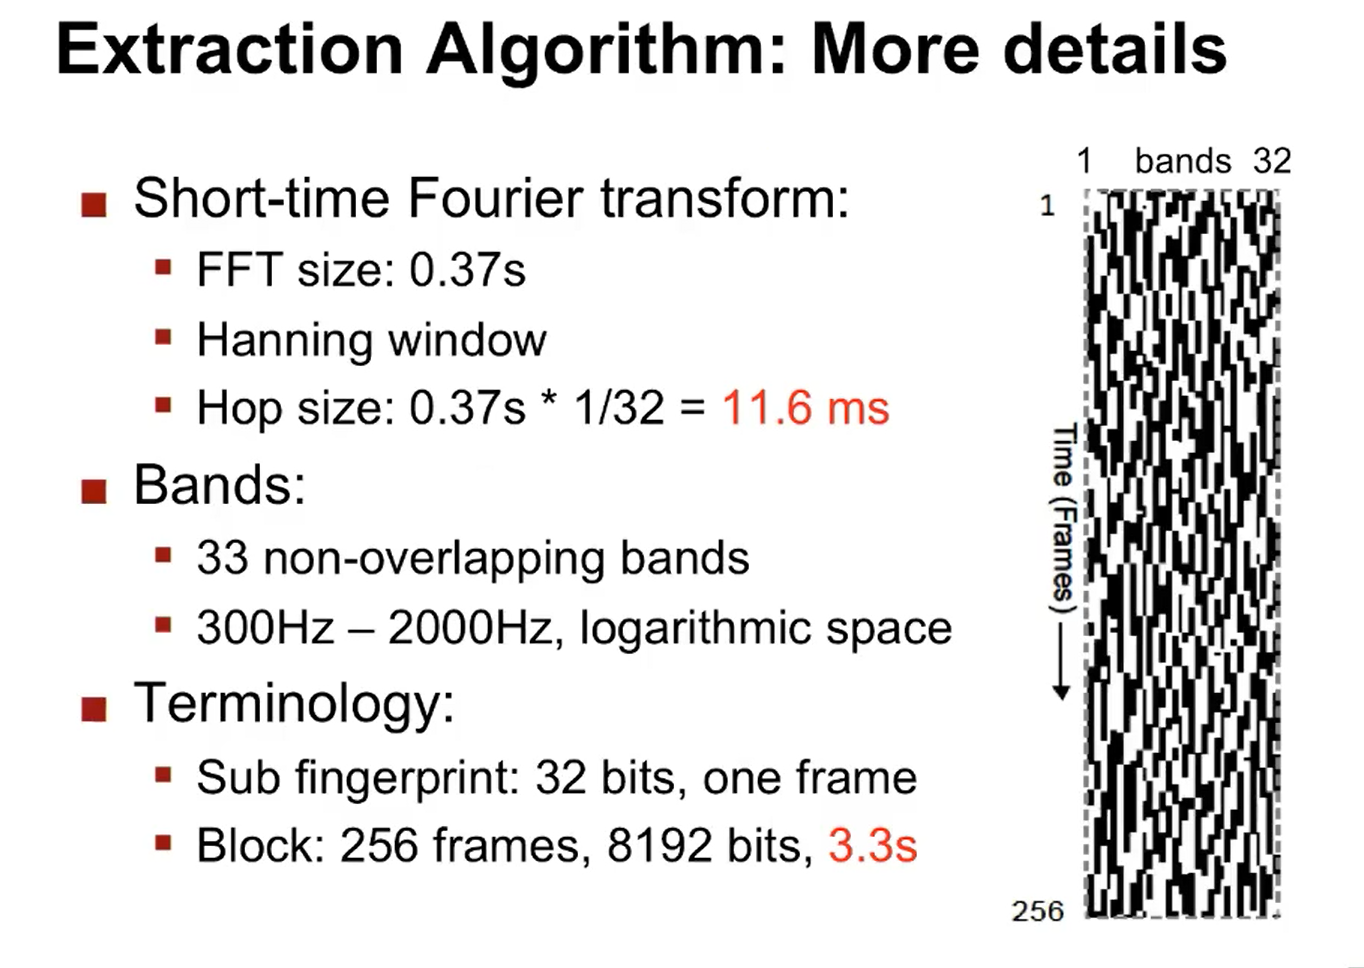 Extraction Algorithm: More details
Short-time Fourier transform:
FFT size: 0.37s
Hanning window
Hop size: 0.37s * 1/32 = 11.6 ms
Bands:
33 non-overlapping bands
300Hz – 2000Hz, logarithmic space
Terminology:
Sub fingerprint: 32 bits, one frame
Block: 256 frames, 8192 bits, 3.3s
1 bands 32
1
Time (Frames)
256